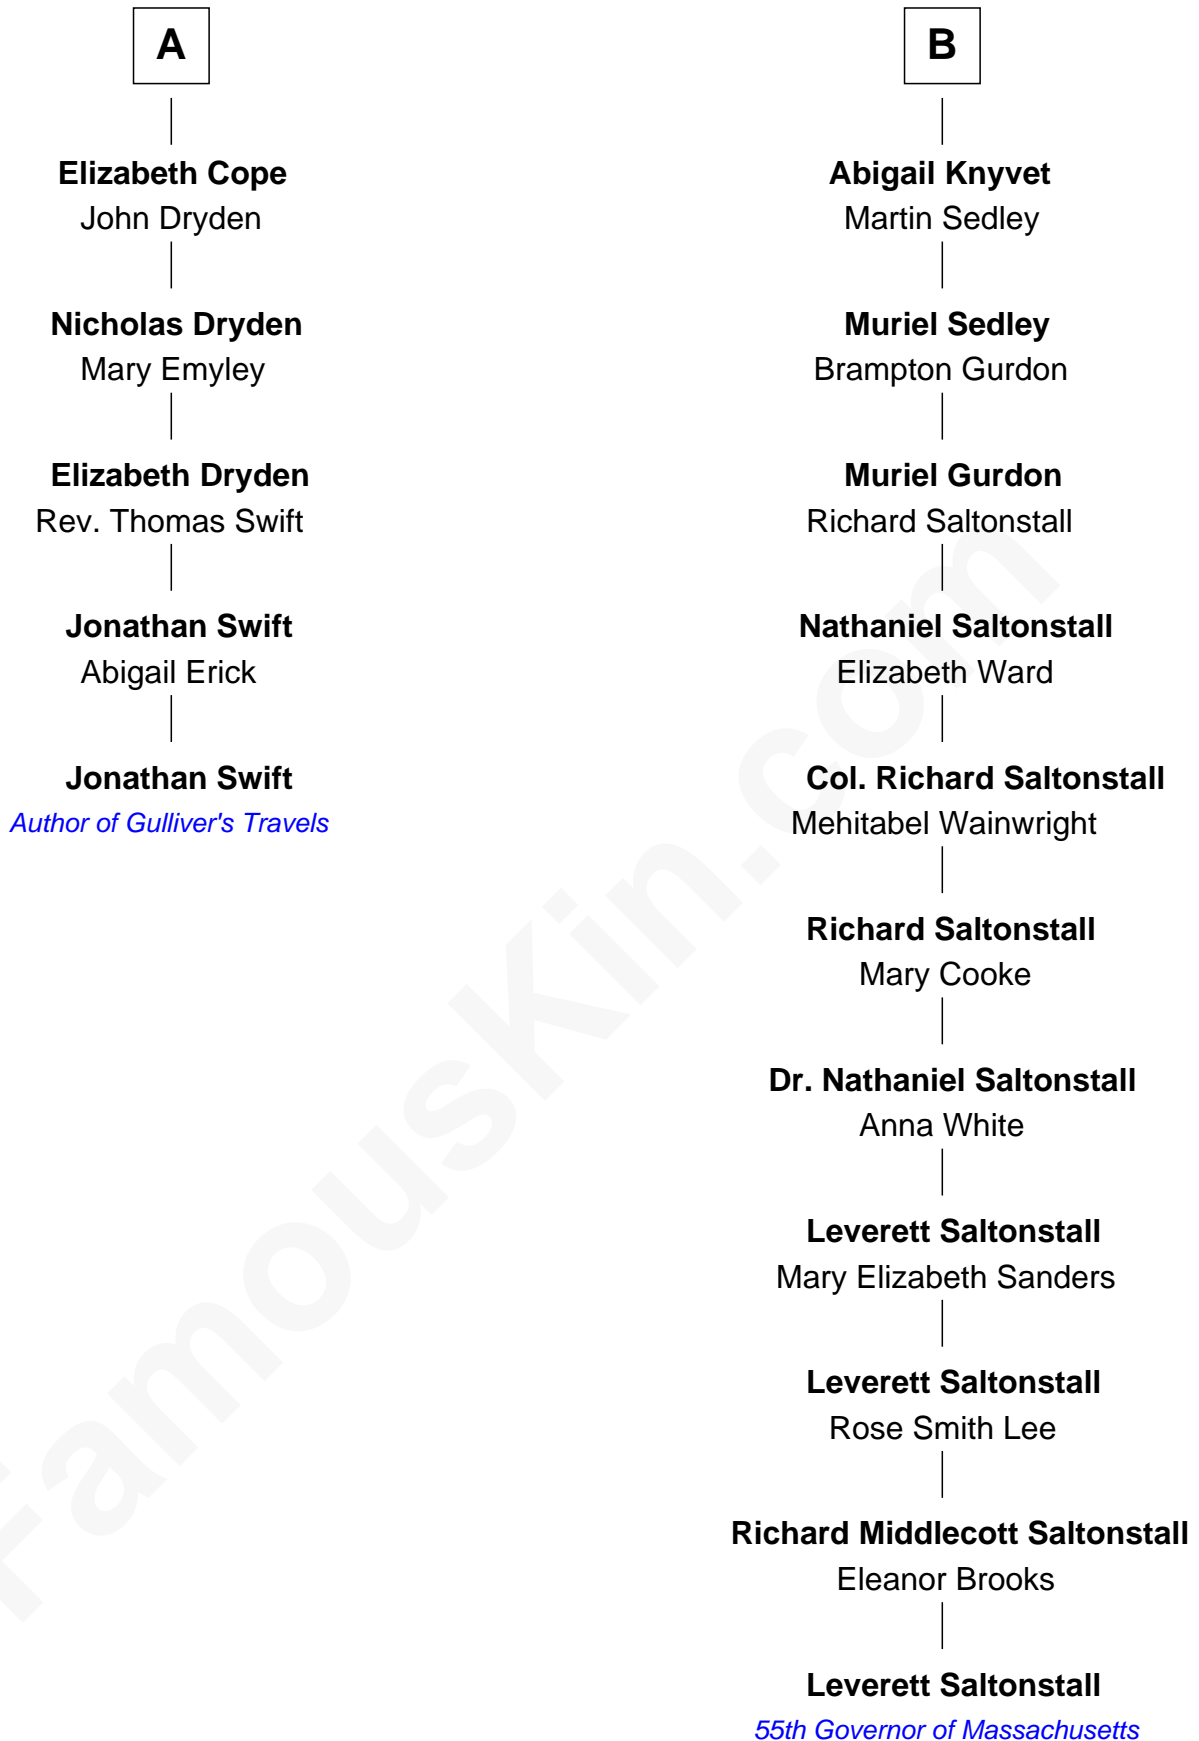 A
Elizabeth Cope
John Dryden
Nicholas Dryden
Mary Emyley
Elizabeth Dryden
Rev. Thomas Swift
Jonathan Swift
Abigail Erick
Jonathan Swift
Author of Gulliver's Travels
B
Abigail Knyvet
Martin Sedley
Muriel Sedley
Brampton Gurdon
Muriel Gurdon
Richard Saltonstall
Nathaniel Saltonstall
Elizabeth Ward
Col. Richard Saltonstall
Mehitabel Wainwright
Richard Saltonstall
Mary Cooke
Dr. Nathaniel Saltonstall
Anna White
Leverett Saltonstall
Mary Elizabeth Sanders
Leverett Saltonstall
Rose Smith Lee
Richard Middlecott Saltonstall
Eleanor Brooks
Leverett Saltonstall
55th Governor of Massachusetts
FamousKin.com